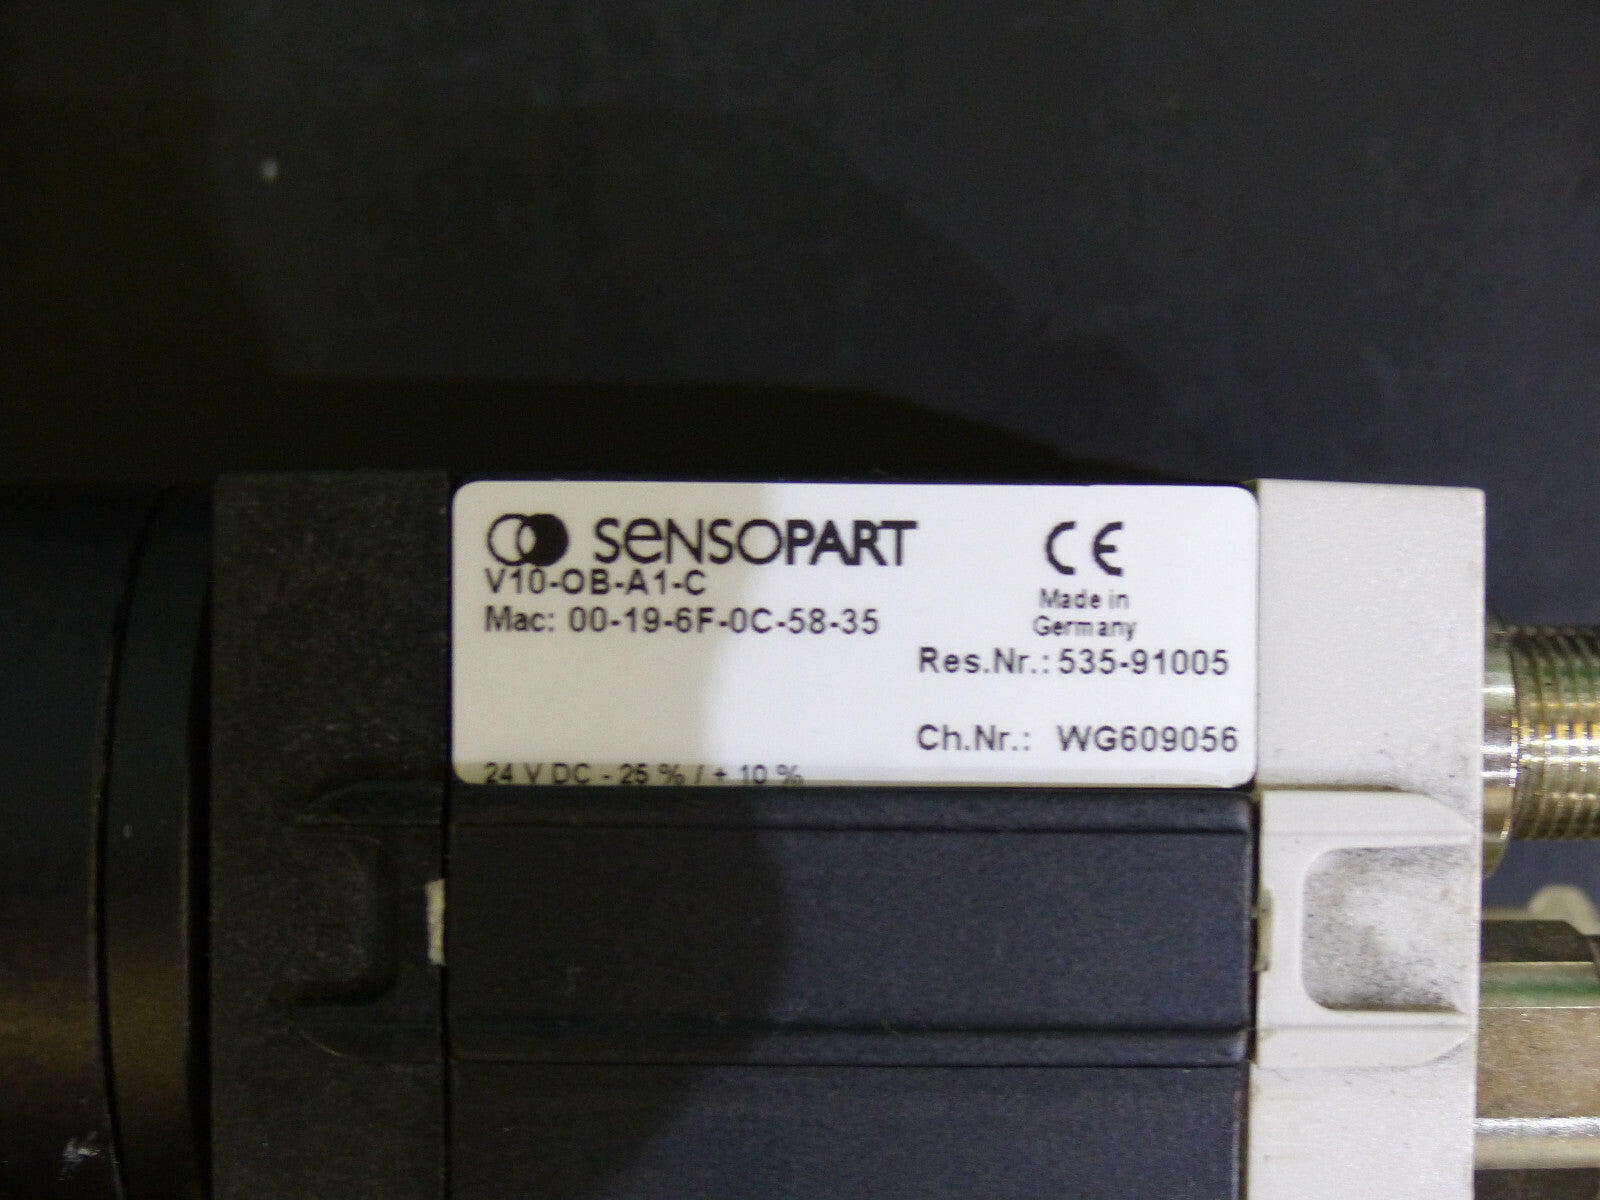 SENSOPART
CE
V10-OB-A1-C
Made in
Mac: 00-19-6F-0C-58-35
Germany
Res.Nr.: 535-91005
Ch.Nr.: WG609056
24 V DC - 25 % / + 10 %